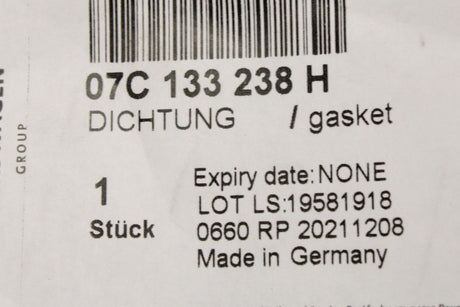 07C 133 238 H
DICHTUNG / gasket
1
Stück
Expiry date: NONE
LOT LS:19581918
0660 RP 20211208
Made in Germany
GROUP